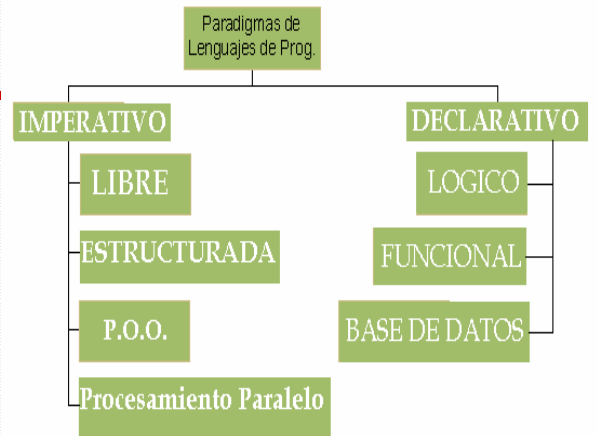 Paradigmas de
Lenguajes de Prog.
IMPERATIVO
DECLARATIVO
LIBRE
LOGICO
ESTRUCTURADA
FUNCIONAL
P.O.O.
BASE DE DATOS
Procesamiento Paralelo